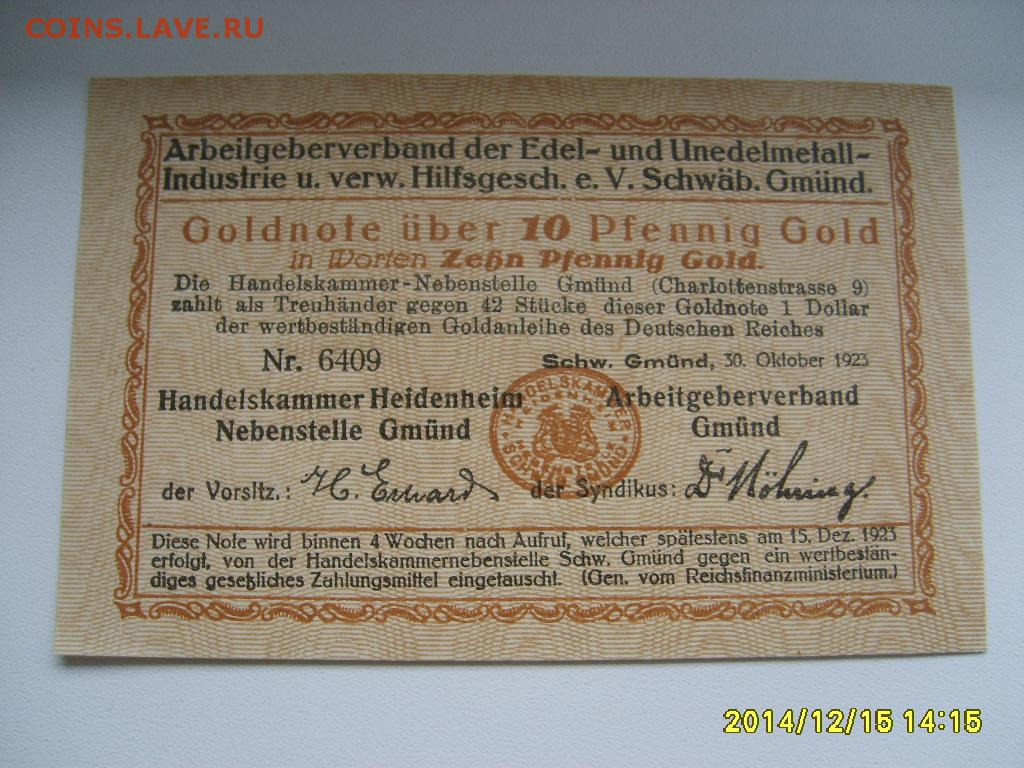 COINS.LAVE.RU
Arbeitgeberverband der Edel- und Unedelmetall-
Industrie u. verw. Hilfsgesch. e. V. Schwäb. Gmünd.
Goldnote über 10 Pfennig Gold
in Worten Zehn Pfennig Gold.
Die Handelskammer-Nebenstelle Gmünd (Charlottenstrasse 9)
zahlt als Treuhänder gegen 42 Stücke dieser Goldnote 1 Dollar
der wertbeständigen Goldanleihe des Deutschen Reiches
Nr. 6409
Schw. Gmünd, 30. Oktober 1923
Handelskammer Heidenheim
Nebenstelle Gmünd
Arbeitgeberverband
Gmünd
HANDELSKAMMER
der Vorsitz.: H. Erhard
der Syndikus: Dr Möhring.
Diese Note wird binnen 4 Wochen nach Aufruf, welcher spätestens am 15. Dez. 1923
erfolgt, von der Handelskammernebenstelle Schw. Gmünd gegen ein wertbestän-
diges gesetzliches Zahlungsmittel eingetauscht. (Gen. vom Reichsfinanzministerium.)
2014/12/15 14:15